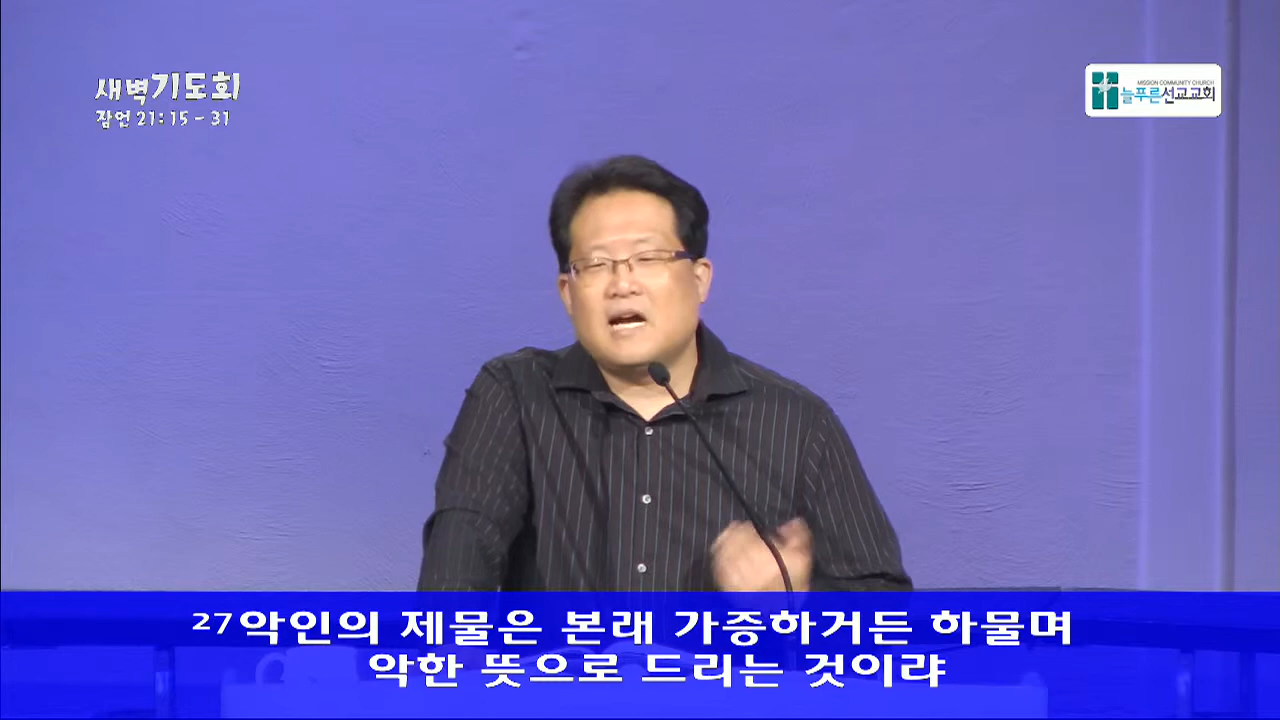 새벽기도회
잠언 21:15-31
MISSION COMMUNITY CHURCH
늘푸른선교교회
27악인의 제물은 본래 가증하거든 하물며
악한 뜻으로 드리는 것이랴